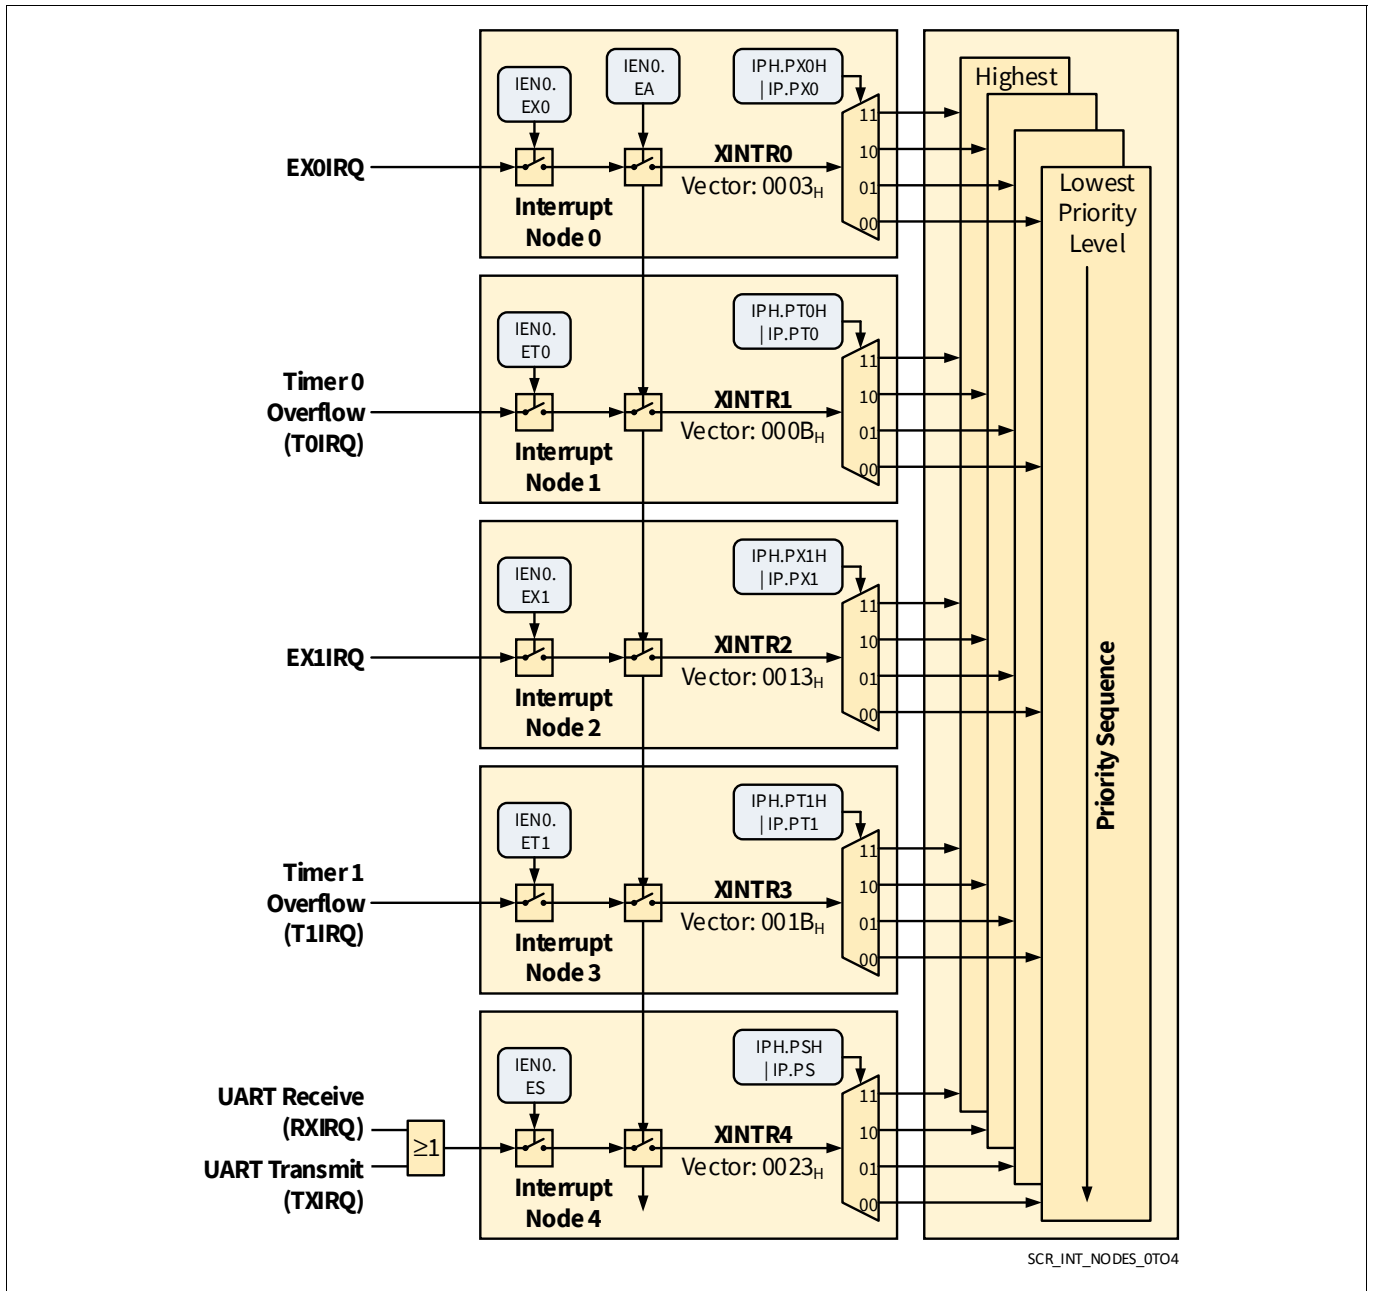 IEN0.
EX0
IEN0.
EA
IPH.PX0H
| IP.PX0
EX0IRQ
XINTR0
Vector: 0003H
Interrupt
Node 0
11
10
01
00
Highest
Lowest
Priority
Level
IEN0.
ET0
IPH.PT0H
| IP.PT0
Timer 0
Overflow
(T0IRQ)
XINTR1
Vector: 000BH
Interrupt
Node 1
11
10
01
00
IEN0.
EX1
IPH.PX1H
| IP.PX1
EX1IRQ
XINTR2
Vector: 0013H
Interrupt
Node 2
11
10
01
00
Priority Sequence
IEN0.
ET1
IPH.PT1H
| IP.PT1
Timer 1
Overflow
(T1IRQ)
XINTR3
Vector: 001BH
Interrupt
Node 3
11
10
01
00
IEN0.
ES
IPH.PSH
| IP.PS
UART Receive
(RXIRQ)
UART Transmit
(TXIRQ)
≥1
XINTR4
Vector: 0023H
Interrupt
Node 4
11
10
01
00
SCR_INT_NODES_0TO4